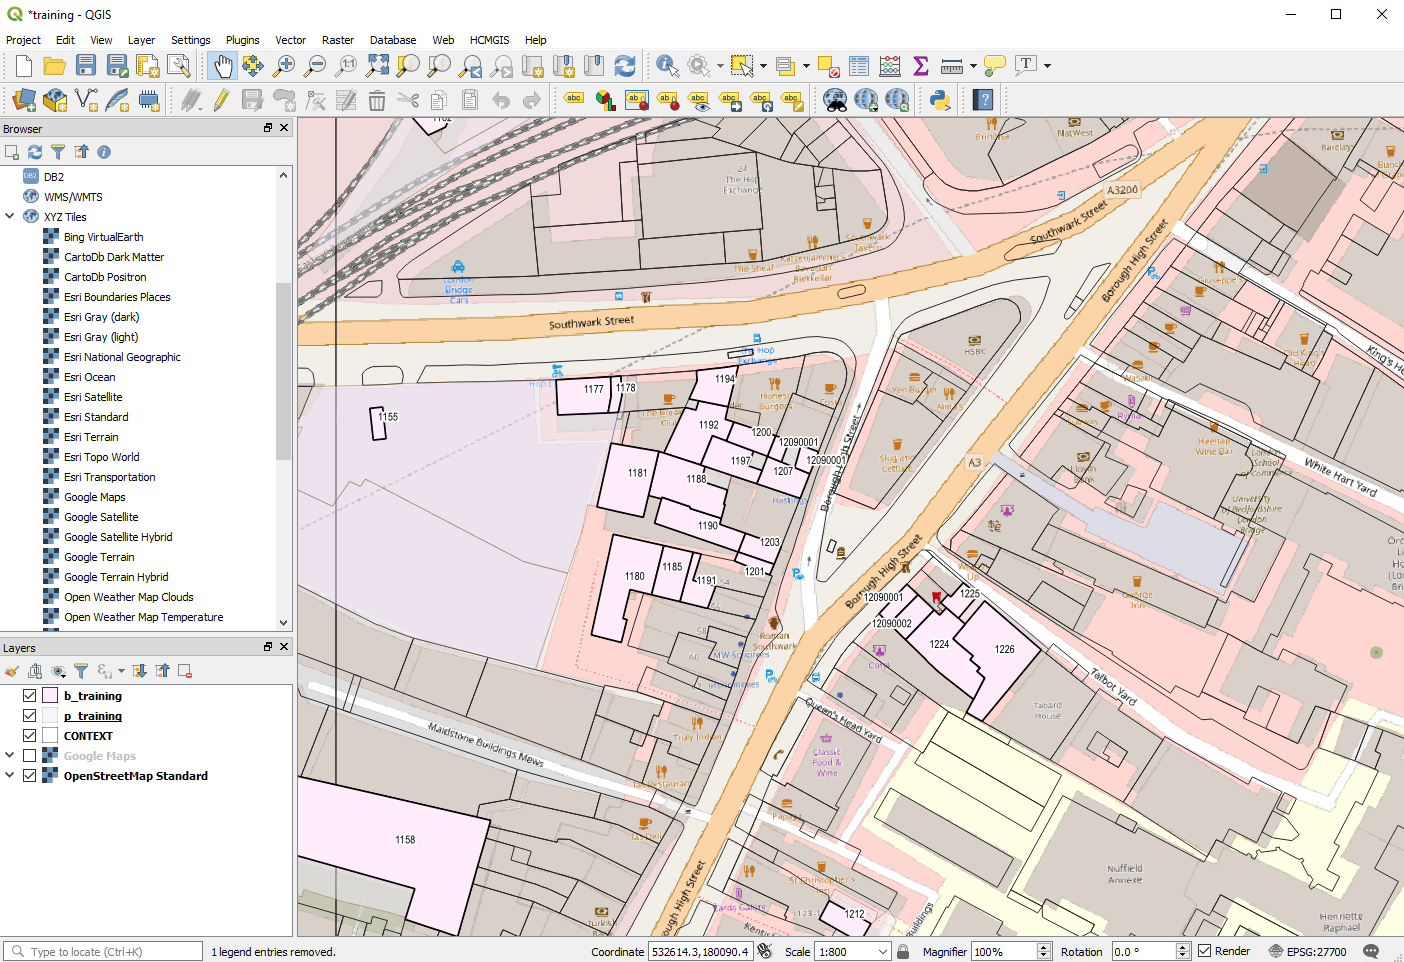 *training - QGIS
Project Edit View Layer Settings Plugins Vector Raster Database Web HCMGIS Help
Browser
DB2
WMS/WMTS
XYZ Tiles
Bing VirtualEarth
CartoDb Dark Matter
CartoDb Positron
Esri Boundaries Places
Esri Gray (dark)
Esri Gray (light)
Esri National Geographic
Esri Ocean
Esri Satellite
Esri Standard
Esri Terrain
Esri Topo World
Esri Transportation
Google Maps
Google Satellite
Google Satellite Hybrid
Google Terrain
Google Terrain Hybrid
Open Weather Map Clouds
Open Weather Map Temperature
Layers
b_training
p_training
CONTEXT
Google Maps
OpenStreetMap Standard
24
The Hop
Exchange
Brindisa
NatWest
Barclays
A3200
Southwark Street
Borough High Street
Southwark
Tavern
Katzenjammers
Bavarian
Bierkeller
The Sheaf
London
Bridge
Cars
Southwark Street
HSBC
Giuseppe's
Old King's
Head
Wasabi
1155
1177
1178
1194
1192
1200
12090001
1197
12090001
1207
1181
1188
1190
1203
1201
1180
1185
1191
Honest
Burgers
Slug and
Lettuce
Borough High Street
A3
Lloyds
Bank
Heeltap
Wine Bar
London
School of
Commerce
White Hart Yard
University
of Bedfordshire
London
George
Inn
Borough High Street
12090001
12090002
1225
1224
1226
Roman
Southwark
56
58
60
Tabard
House
Talbot Yard
Queen's Head Yard
Maidstone Buildings Mews
Truly Indian
Tas Restaurant
Classic
Food &
Wine
Papaya
1158
St Christopher's
Inn
1212
Nuffield
Annexe
Henriette
Raphael
Type to locate (Ctrl+K)
1 legend entries removed.
Coordinate 532614.3,180090.4
Scale 1:800
Magnifier 100%
Rotation 0.0 °
Render
EPSG:27700